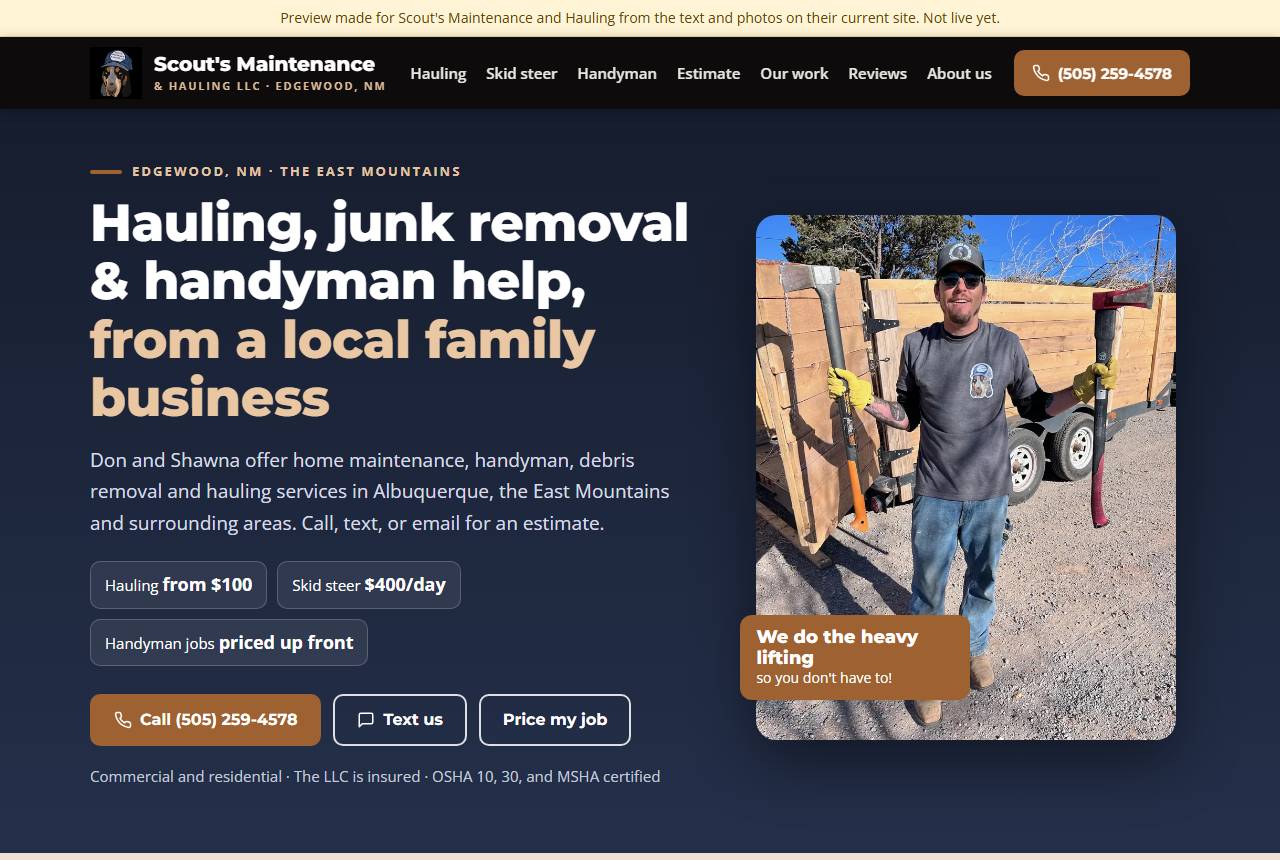 Preview made for Scout's Maintenance and Hauling from the text and photos on their current site. Not live yet.
Scout's Maintenance
& HAULING LLC · EDGEWOOD, NM
Hauling
Skid steer
Handyman
Estimate
Our work
Reviews
About us
(505) 259-4578
EDGEWOOD, NM · THE EAST MOUNTAINS
Hauling, junk removal
& handyman help,
from a local family
business
Don and Shawna offer home maintenance, handyman, debris
removal and hauling services in Albuquerque, the East Mountains
and surrounding areas. Call, text, or email for an estimate.
Hauling from $100
Skid steer $400/day
Handyman jobs priced up front
Call (505) 259-4578
Text us
Price my job
Commercial and residential · The LLC is insured · OSHA 10, 30, and MSHA certified
We do the heavy
lifting
so you don't have to!